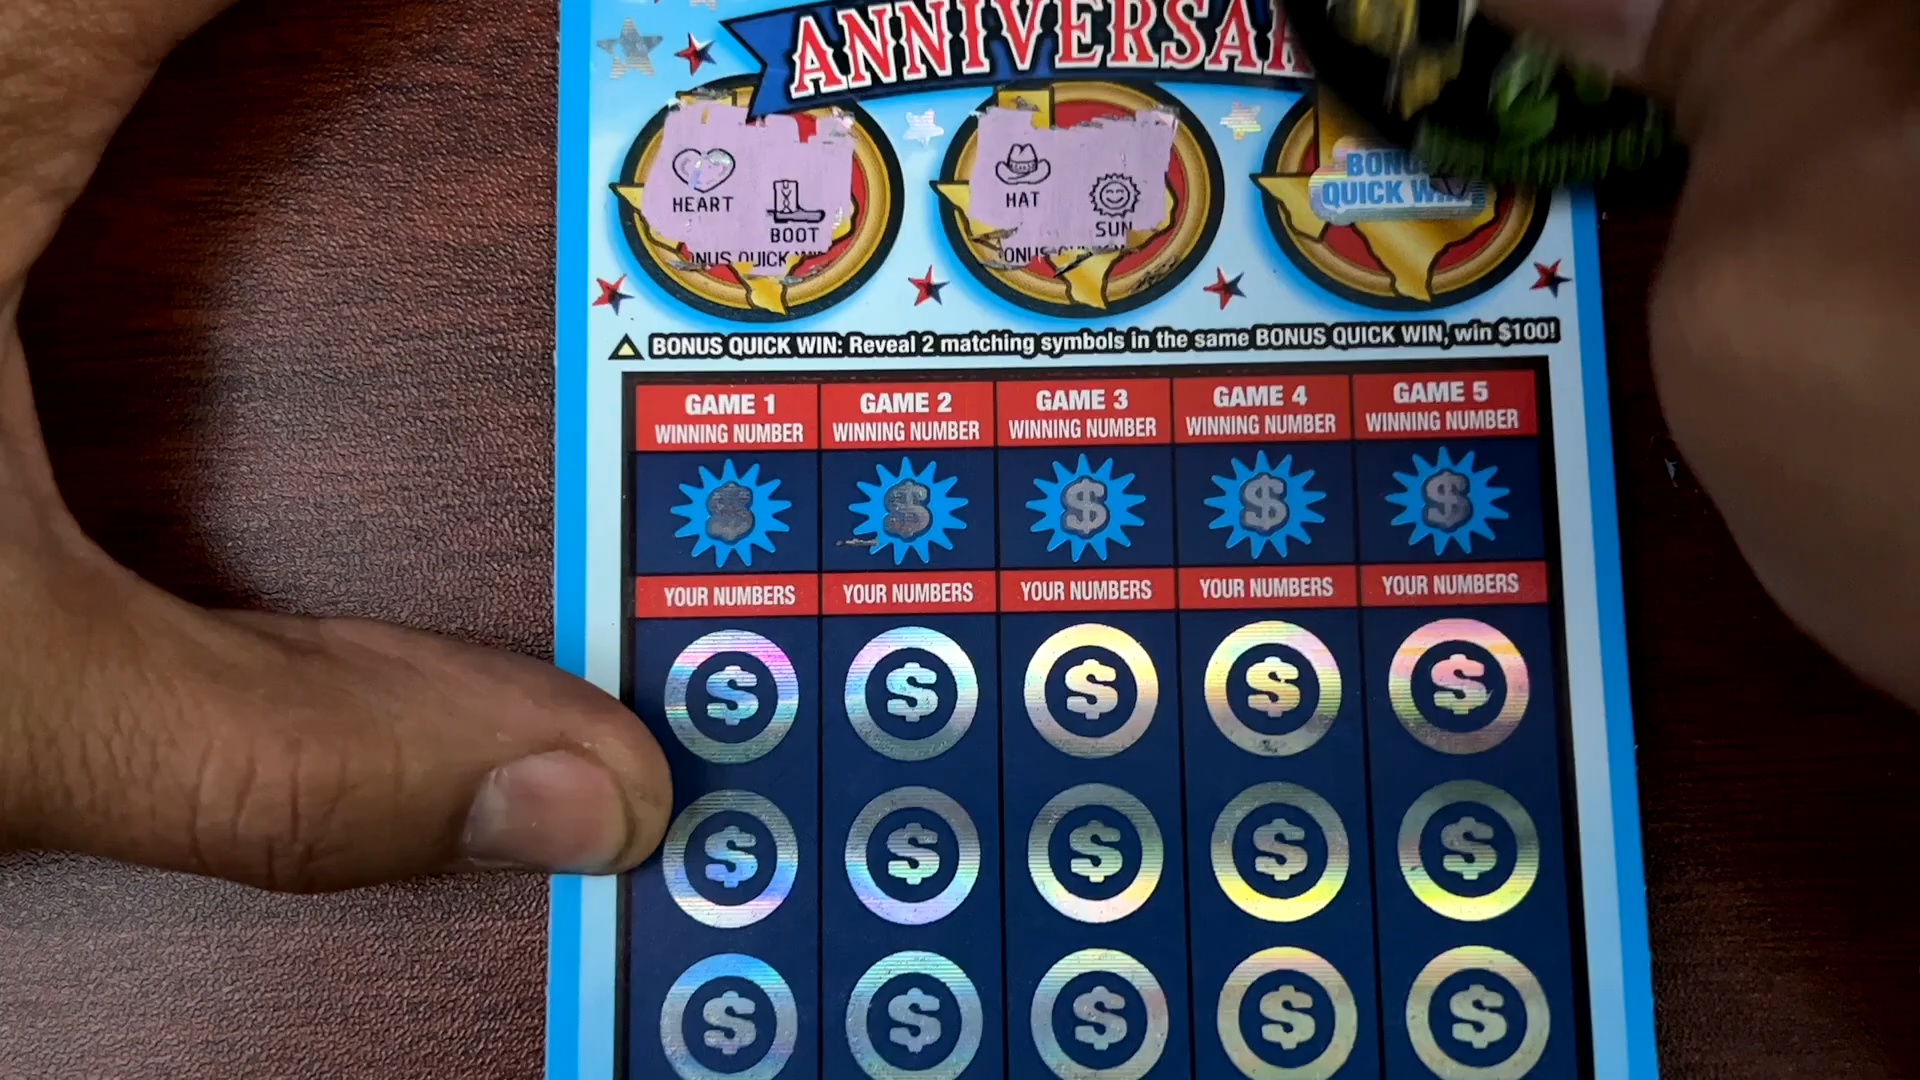 HEART
BOOT
HAT
SUN
QUICK
QUICK
BONUS QUICK WIN: Reveal 2 matching symbols in the same BONUS QUICK WIN, win $100!
GAME 1 GAME 2 GAME 3 GAME 4 GAME 5
WINNING NUMBER WINNING NUMBER WINNING NUMBER WINNING NUMBER WINNING NUMBER
$ $ $ $ $
YOUR NUMBERS YOUR NUMBERS YOUR NUMBERS YOUR NUMBERS YOUR NUMBERS
$ $ $ $ $
$ $ $ $ $
$ $ $ $ $